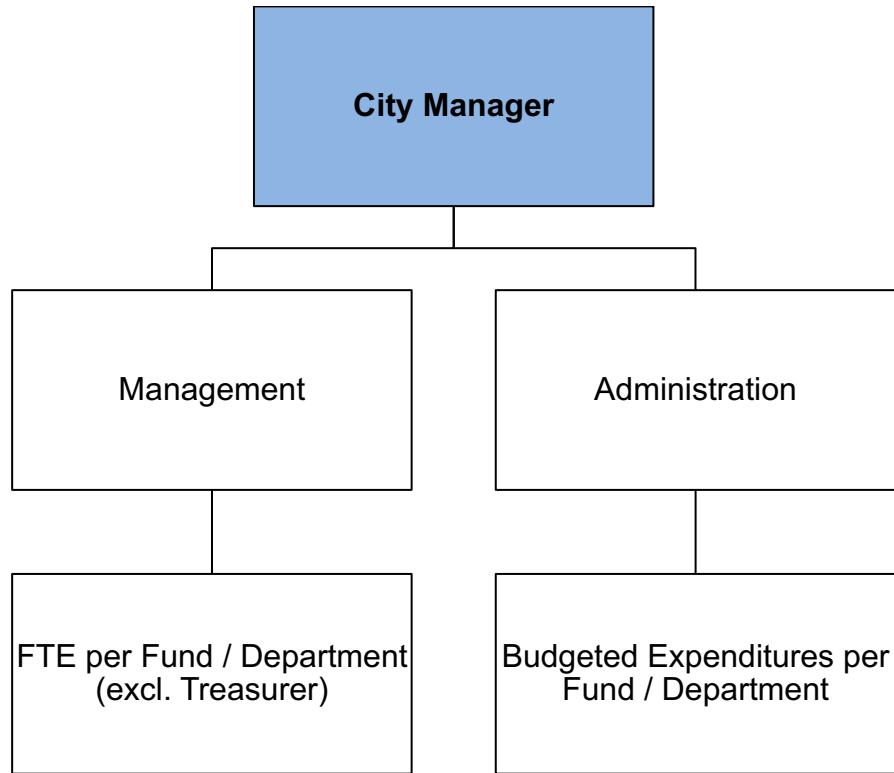 City Manager
Management
Administration
FTE per Fund / Department
(excl. Treasurer)
Budgeted Expenditures per
Fund / Department